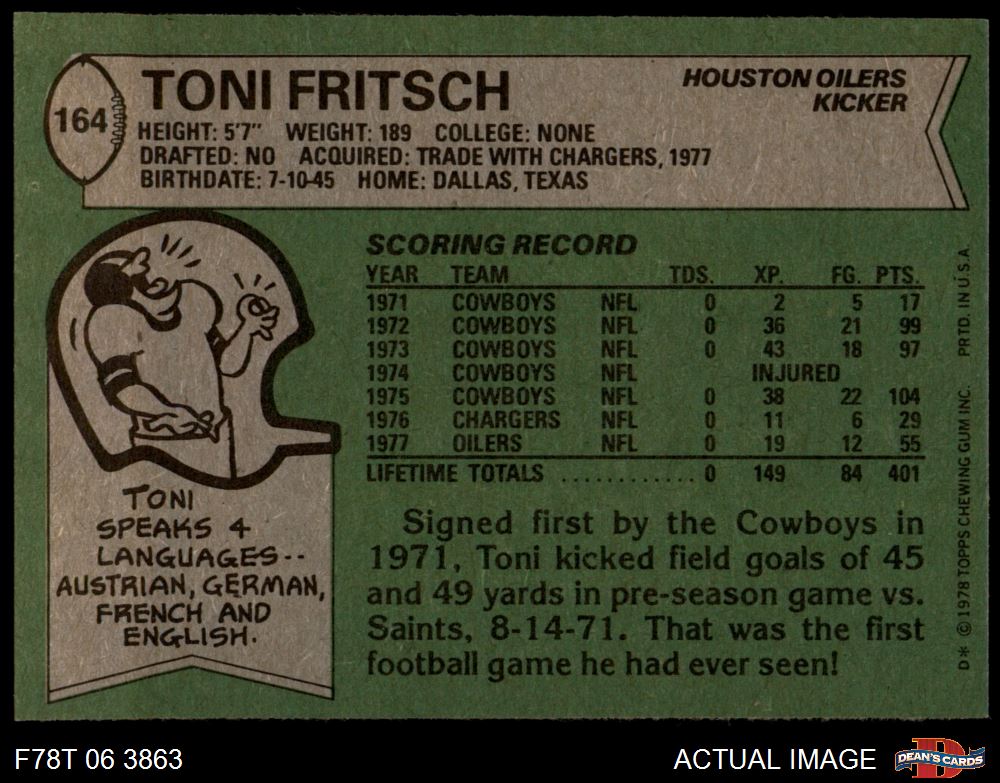 164
TONI FRITSCH
HOUSTON OILERS
KICKER
HEIGHT: 5'7" WEIGHT: 189 COLLEGE: NONE
DRAFTED: NO ACQUIRED: TRADE WITH CHARGERS, 1977
BIRTHDATE: 7-10-45 HOME: DALLAS, TEXAS
SCORING RECORD
YEAR TEAM TDS. XP. FG. PTS.
1971 COWBOYS NFL 0 2 5 17
1972 COWBOYS NFL 0 36 21 99
1973 COWBOYS NFL 0 43 18 97
1974 COWBOYS NFL INJURED
1975 COWBOYS NFL 0 38 22 104
1976 CHARGERS NFL 0 11 6 29
1977 OILERS NFL 0 19 12 55
LIFETIME TOTALS ............ 0 149 84 401
TONI
SPEAKS 4
LANGUAGES--
AUSTRIAN, GERMAN,
FRENCH AND
ENGLISH.
Signed first by the Cowboys in
1971, Toni kicked field goals of 45
and 49 yards in pre-season game vs.
Saints, 8-14-71. That was the first
football game he had ever seen!
D* © 1978 TOPPS CHEWING GUM INC. PRTD. IN U.S.A.
F78T 06 3863
ACTUAL IMAGE
D
DEAN'S CARDS